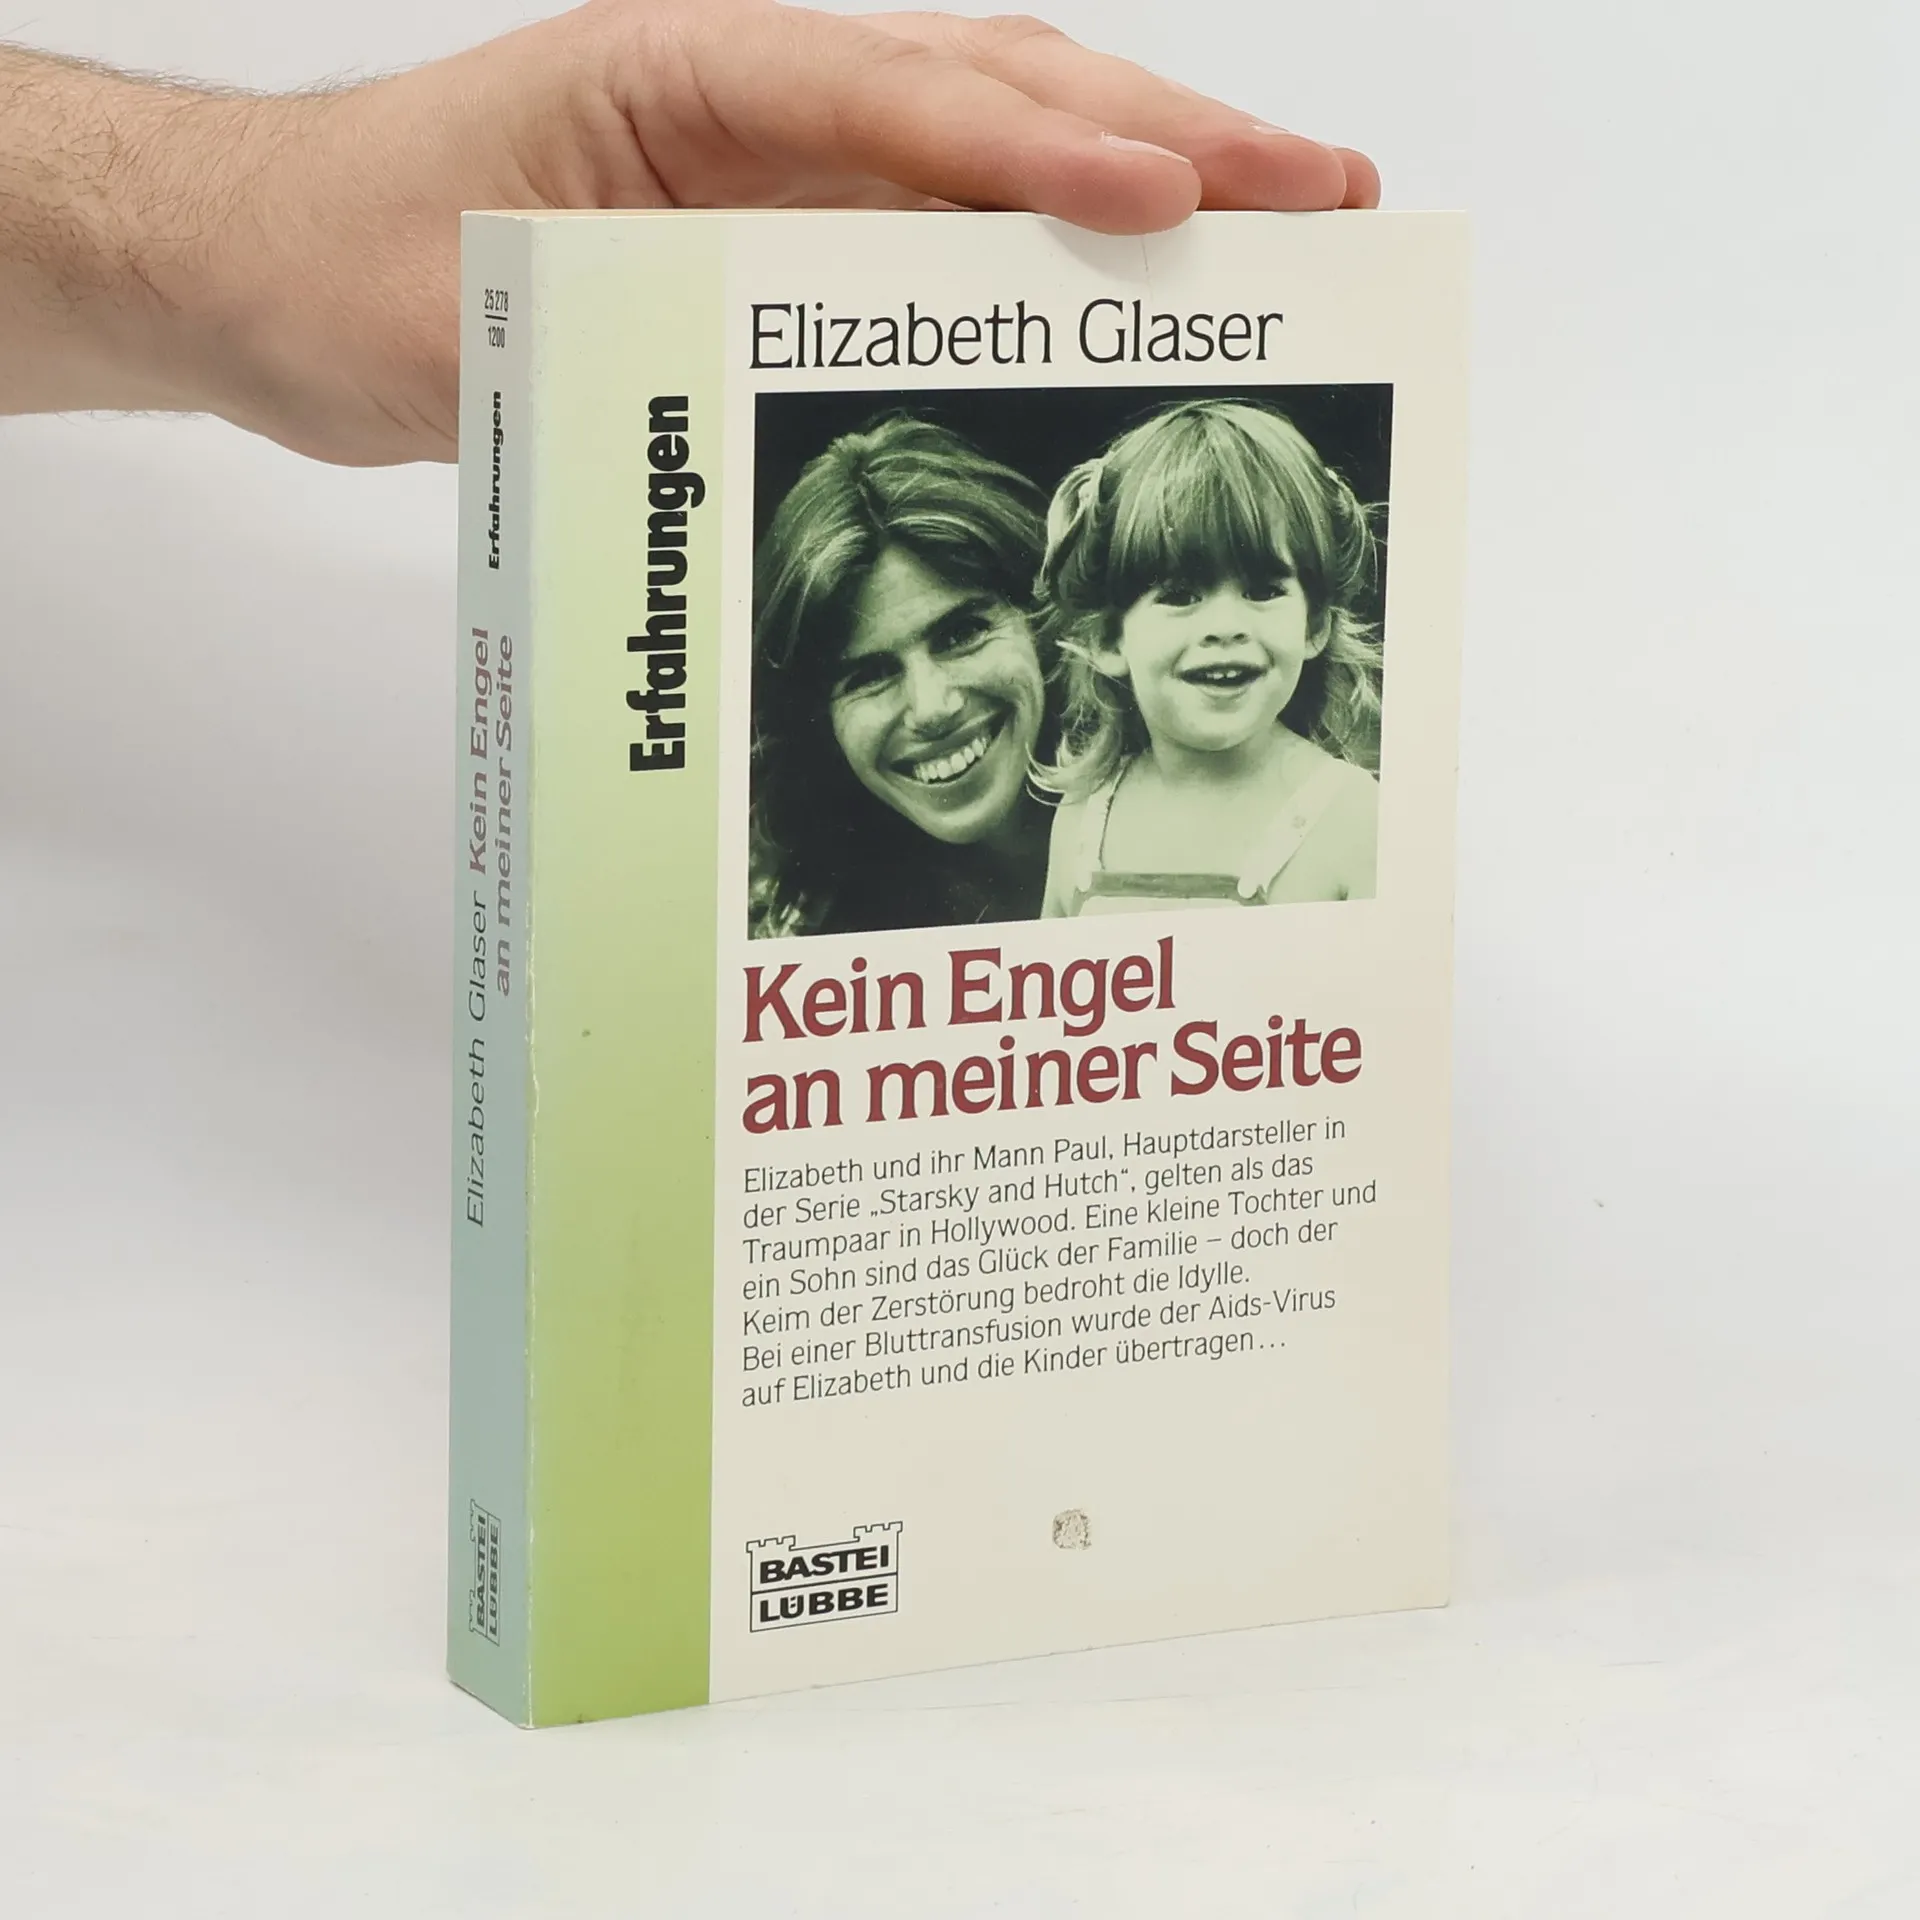 25 278
1200
Erfahrungen
Elizabeth Glaser Kein Engel
an meiner Seite
BASTEI
LÜBBE
Erfahrungen
Elizabeth Glaser
Kein Engel
an meiner Seite
Elizabeth und ihr Mann Paul, Hauptdarsteller in
der Serie „Starsky and Hutch“, gelten als das
Traumpaar in Hollywood. Eine kleine Tochter und
ein Sohn sind das Glück der Familie – doch der
Keim der Zerstörung bedroht die Idylle.
Bei einer Bluttransfusion wurde der Aids-Virus
auf Elizabeth und die Kinder übertragen...
BASTEI
LÜBBE